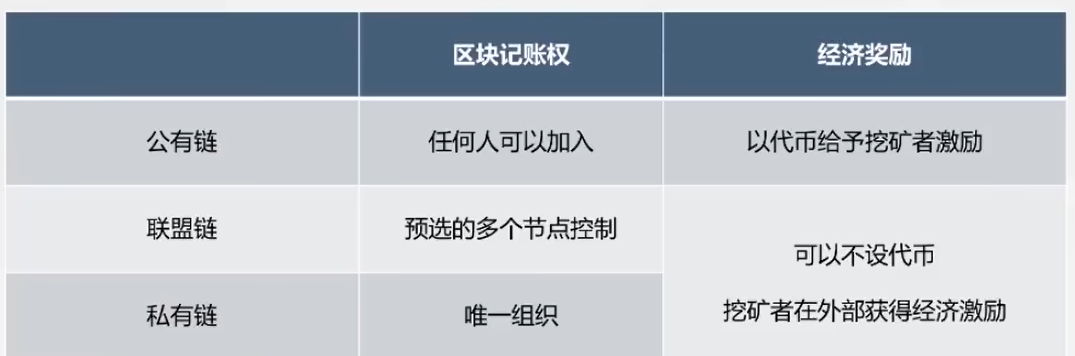 区块记账权 经济奖励
公有链 任何人可以加入 以代币给予挖矿者激励
联盟链 预选的多个节点控制
可以不设代币
私有链 唯一组织
挖矿者在外部获得经济激励